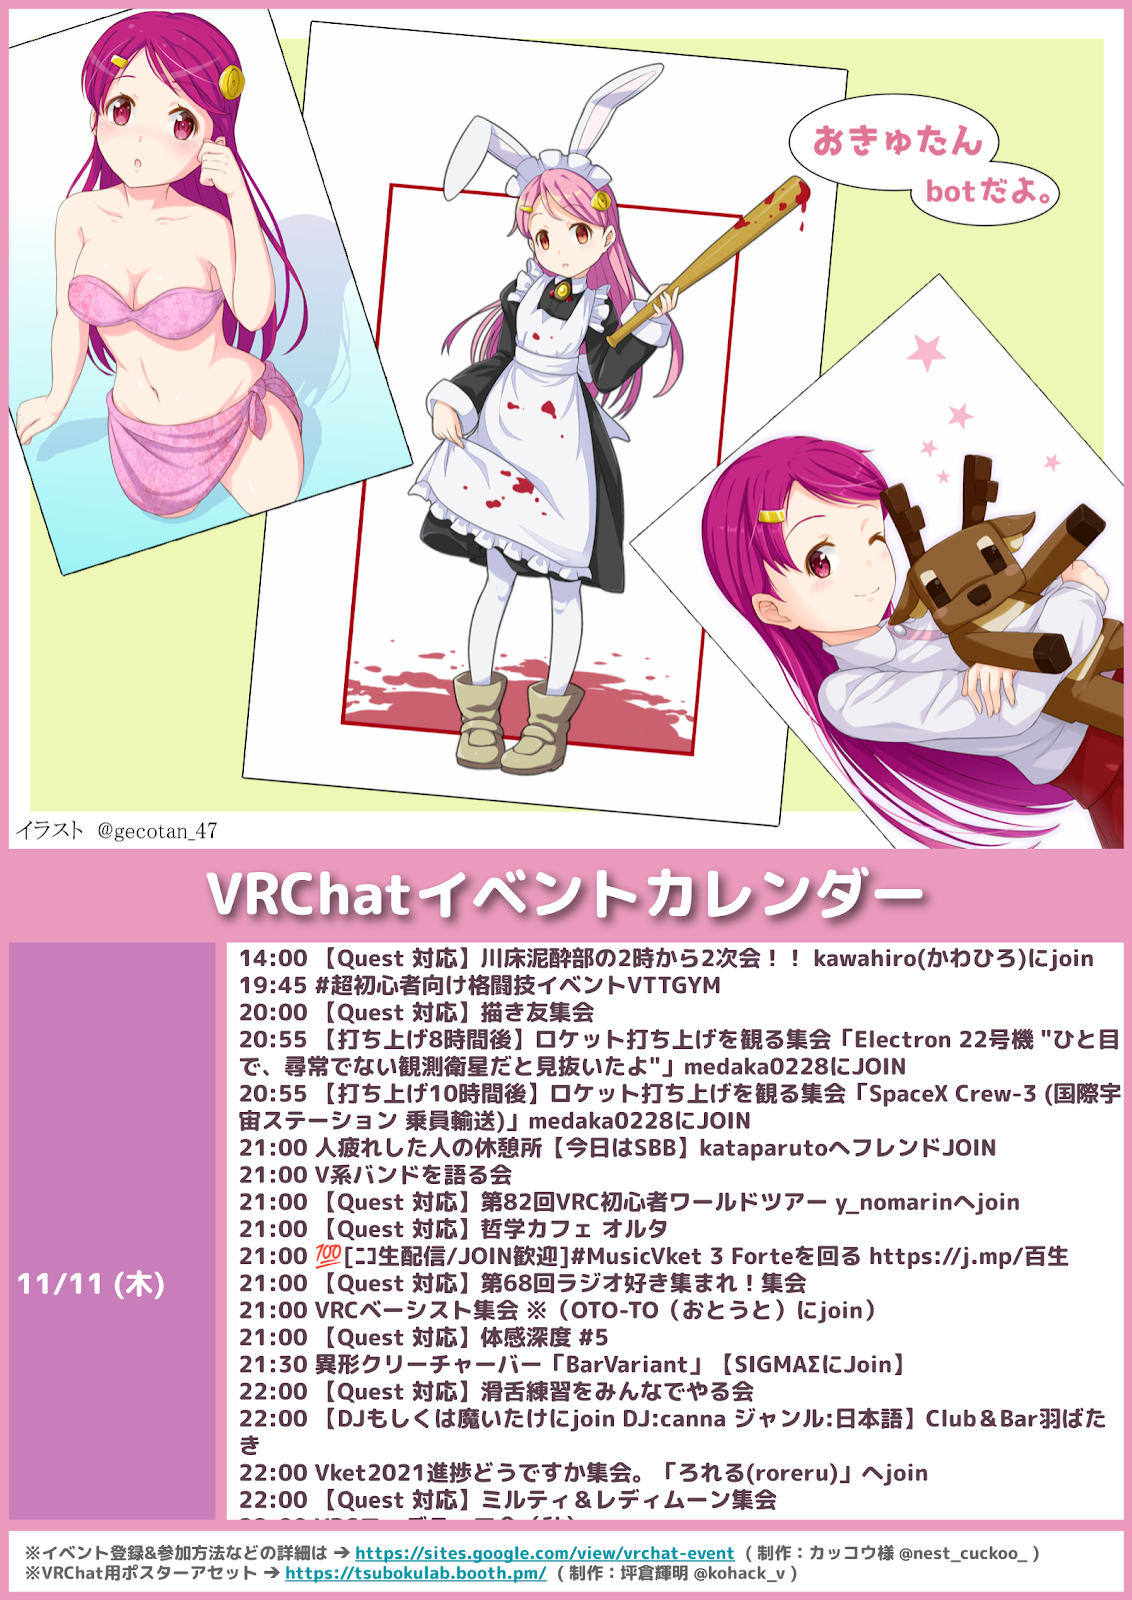 おきゅたん
botだよ。
イラスト @gecotan_47
VRChatイベントカレンダー
11/11 (木)
14:00 【Quest 対応】川床泥酔部の2時から2次会！！ kawahiro(かわひろ)にjoin
19:45 #超初心者向け格闘技イベントVTTGYM
20:00 【Quest 対応】描き友集会
20:55 【打ち上げ8時間後】ロケット打ち上げを観る集会「Electron 22号機 "ひと目
で、尋常でない観測衛星だと見抜いたよ"」medaka0228にJOIN
20:55 【打ち上げ10時間後】ロケット打ち上げを観る集会「SpaceX Crew-3 (国際宇
宙ステーション 乗員輸送)」medaka0228にJOIN
21:00 人疲れした人の休憩所【今日はSBB】kataparutoへフレンドJOIN
21:00 V系バンドを語る会
21:00 【Quest 対応】第82回VRC初心者ワールドツアー y_nomarinへjoin
21:00 【Quest 対応】哲学カフェ オルタ
21:00 💯[ﾆｺ生配信/JOIN歓迎]#MusicVket 3 Forteを回る https://j.mp/百生
21:00 【Quest 対応】第68回ラジオ好き集まれ！集会
21:00 VRCベーシスト集会 ※（OTO-TO（おとうと）にjoin）
21:00 【Quest 対応】体感深度 #5
21:30 異形クリーチャーバー「BarVariant」【SIGMAΣにJoin】
22:00 【Quest 対応】滑舌練習をみんなでやる会
22:00 【DJもしくは魔いたけにjoin DJ:canna ジャンル:日本語】Club＆Bar羽ばた
き
22:00 Vket2021進捗どうですか集会。「ろれる(roreru)」へjoin
22:00 【Quest 対応】ミルティ＆レディムーン集会
※イベント登録&参加方法などの詳細は ➔ https://sites.google.com/view/vrchat-event ( 制作：カッコウ様 @nest_cuckoo_ )
※VRChat用ポスターアセット ➔ https://tsubokulab.booth.pm/ ( 制作：坪倉輝明 @kohack_v )